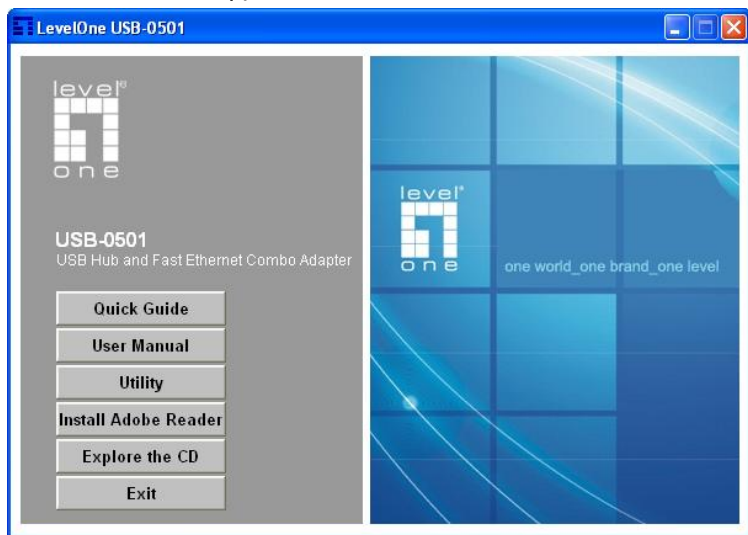 LevelOne USB-0501
level®
one
USB-0501
USB Hub and Fast Ethernet Combo Adapter
Quick Guide
User Manual
Utility
Install Adobe Reader
Explore the CD
Exit
level®
one
one world_one brand_one level